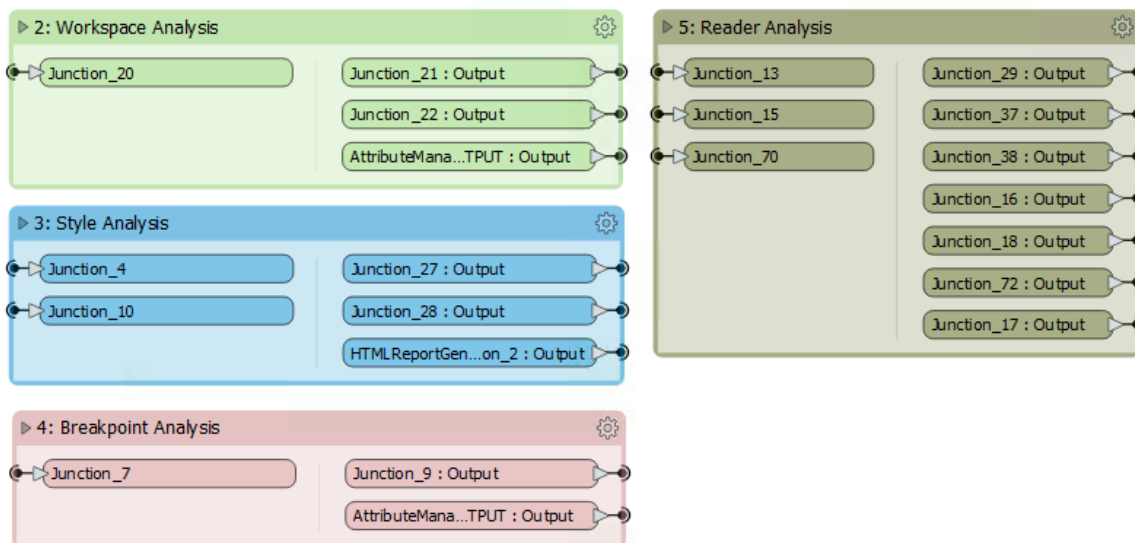 2: Workspace Analysis
Junction_20
Junction_21 : Output
Junction_22 : Output
AttributeMana...TPUT : Output
3: Style Analysis
Junction_4
Junction_10
Junction_27 : Output
Junction_28 : Output
HTMLReportGen...on_2 : Output
4: Breakpoint Analysis
Junction_7
Junction_9 : Output
AttributeMana...TPUT : Output
5: Reader Analysis
Junction_13
Junction_15
Junction_70
Junction_29 : Output
Junction_37 : Output
Junction_38 : Output
Junction_16 : Output
Junction_18 : Output
Junction_72 : Output
Junction_17 : Output